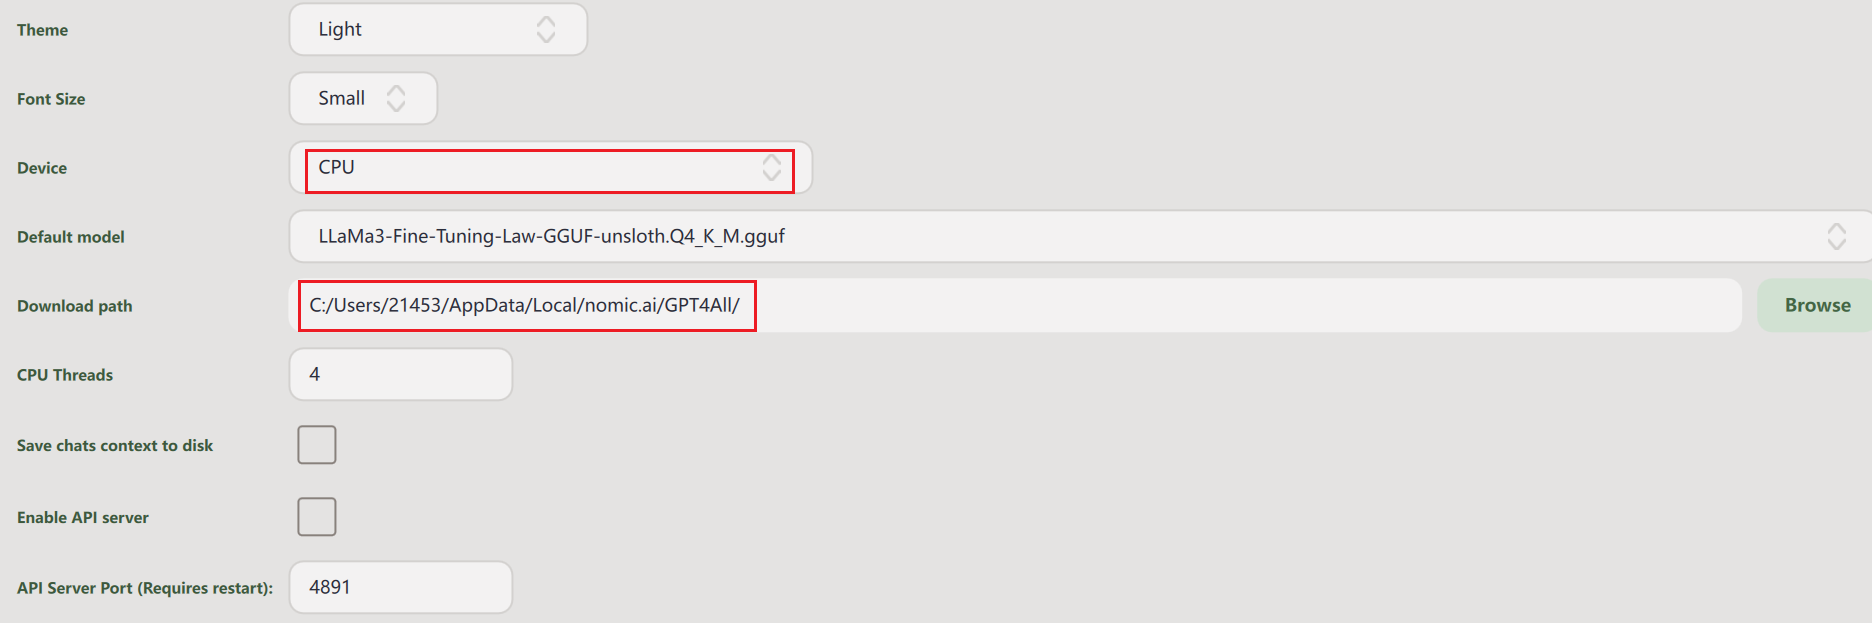 Theme Light
Font Size Small
Device CPU
Default model LLaMa3-Fine-Tuning-Law-GGUF-unsloth.Q4_K_M.gguf
Download path C:/Users/21453/AppData/Local/nomic.ai/GPT4All/ Browse
CPU Threads 4
Save chats context to disk
Enable API server
API Server Port (Requires restart): 4891